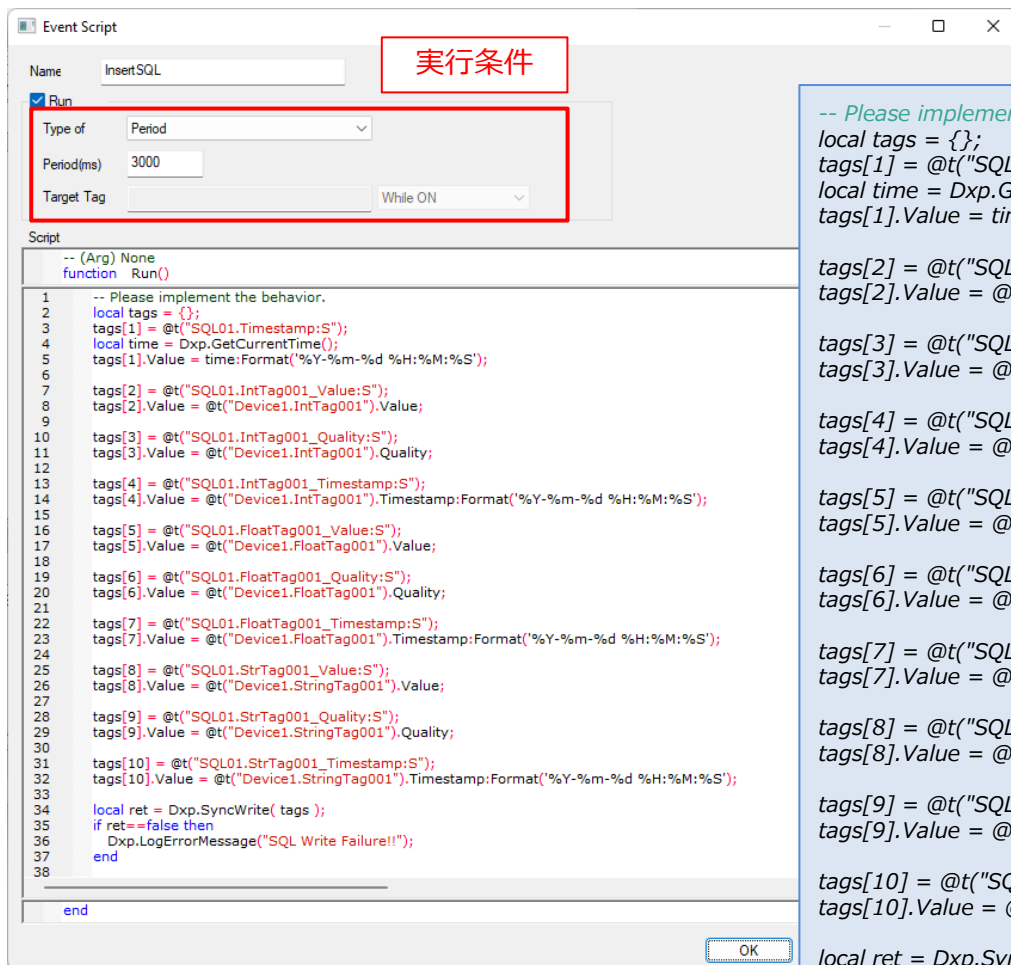 Event Script
実行条件
Name InsertSQL
Run
Type of Period
Period(ms) 3000
Target Tag While ON
Script
-- (Arg) None
function Run()
1 -- Please implement the behavior.
2 local tags = {};
3 tags[1] = @t("SQL01.Timestamp:S");
4 local time = Dxp.GetCurrentTime();
5 tags[1].Value = time:Format('%Y-%m-%d %H:%M:%S');
6
7 tags[2] = @t("SQL01.IntTag001_Value:S");
8 tags[2].Value = @t("Device1.IntTag001").Value;
9
10 tags[3] = @t("SQL01.IntTag001_Quality:S");
11 tags[3].Value = @t("Device1.IntTag001").Quality;
12
13 tags[4] = @t("SQL01.IntTag001_Timestamp:S");
14 tags[4].Value = @t("Device1.IntTag001").Timestamp:Format('%Y-%m-%d %H:%M:%S');
15
16 tags[5] = @t("SQL01.FloatTag001_Value:S");
17 tags[5].Value = @t("Device1.FloatTag001").Value;
18
19 tags[6] = @t("SQL01.FloatTag001_Quality:S");
20 tags[6].Value = @t("Device1.FloatTag001").Quality;
21
22 tags[7] = @t("SQL01.FloatTag001_Timestamp:S");
23 tags[7].Value = @t("Device1.FloatTag001").Timestamp:Format('%Y-%m-%d %H:%M:%S');
24
25 tags[8] = @t("SQL01.StrTag001_Value:S");
26 tags[8].Value = @t("Device1.StringTag001").Value;
27
28 tags[9] = @t("SQL01.StrTag001_Quality:S");
29 tags[9].Value = @t("Device1.StringTag001").Quality;
30
31 tags[10] = @t("SQL01.StrTag001_Timestamp:S");
32 tags[10].Value = @t("Device1.StringTag001").Timestamp:Format('%Y-%m-%d %H:%M:%S');
33
34 local ret = Dxp.SyncWrite( tags );
35 if ret==false then
36 Dxp.LogErrorMessage("SQL Write Failure!!");
37 end
38
end
OK
-- Please implemen
local tags = {};
tags[1] = @t("SQL
local time = Dxp.G
tags[1].Value = tin
tags[2] = @t("SQL
tags[2].Value = @
tags[3] = @t("SQL
tags[3].Value = @
tags[4] = @t("SQL
tags[4].Value = @
tags[5] = @t("SQL
tags[5].Value = @
tags[6] = @t("SQL
tags[6].Value = @
tags[7] = @t("SQL
tags[7].Value = @
tags[8] = @t("SQL
tags[8].Value = @
tags[9] = @t("SQL
tags[9].Value = @
tags[10] = @t("SQ
tags[10].Value = @
local ret = Dxp.Syn